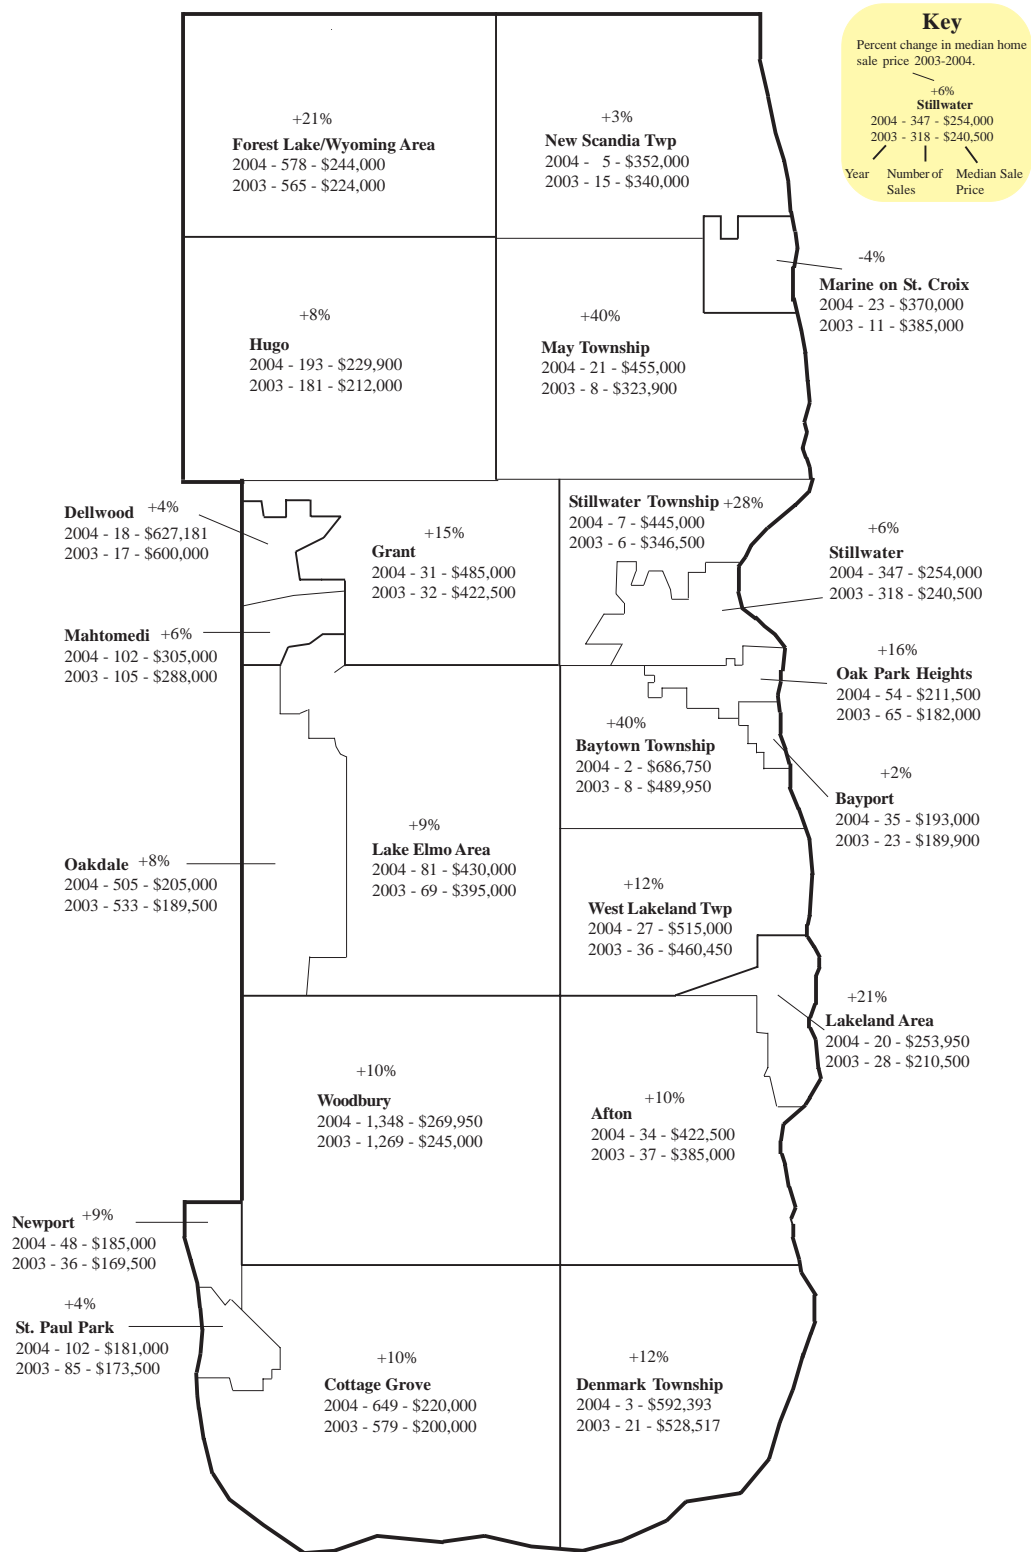 Key
Percent change in median home
sale price 2003-2004.
+6%
Stillwater
2004 - 347 - $254,000
2003 - 318 - $240,500
Year Number of Median Sale
Sales Price
+21%
Forest Lake/Wyoming Area
2004 - 578 - $244,000
2003 - 565 - $224,000
+3%
New Scandia Twp
2004 - 5 - $352,000
2003 - 15 - $340,000
-4%
Marine on St. Croix
2004 - 23 - $370,000
2003 - 11 - $385,000
+8%
Hugo
2004 - 193 - $229,900
2003 - 181 - $212,000
+40%
May Township
2004 - 21 - $455,000
2003 - 8 - $323,900
Dellwood +4%
2004 - 18 - $627,181
2003 - 17 - $600,000
+15%
Grant
2004 - 31 - $485,000
2003 - 32 - $422,500
Stillwater Township +28%
2004 - 7 - $445,000
2003 - 6 - $346,500
+6%
Stillwater
2004 - 347 - $254,000
2003 - 318 - $240,500
Mahtomedi +6%
2004 - 102 - $305,000
2003 - 105 - $288,000
+16%
Oak Park Heights
2004 - 54 - $211,500
2003 - 65 - $182,000
+40%
Baytown Township
2004 - 2 - $686,750
2003 - 8 - $489,950
+2%
Bayport
2004 - 35 - $193,000
2003 - 23 - $189,900
Oakdale +8%
2004 - 505 - $205,000
2003 - 533 - $189,500
+9%
Lake Elmo Area
2004 - 81 - $430,000
2003 - 69 - $395,000
+12%
West Lakeland Twp
2004 - 27 - $515,000
2003 - 36 - $460,450
+21%
Lakeland Area
2004 - 20 - $253,950
2003 - 28 - $210,500
+10%
Woodbury
2004 - 1,348 - $269,950
2003 - 1,269 - $245,000
+10%
Afton
2004 - 34 - $422,500
2003 - 37 - $385,000
Newport +9%
2004 - 48 - $185,000
2003 - 36 - $169,500
+4%
St. Paul Park
2004 - 102 - $181,000
2003 - 85 - $173,500
+10%
Cottage Grove
2004 - 649 - $220,000
2003 - 579 - $200,000
+12%
Denmark Township
2004 - 3 - $592,393
2003 - 21 - $528,517